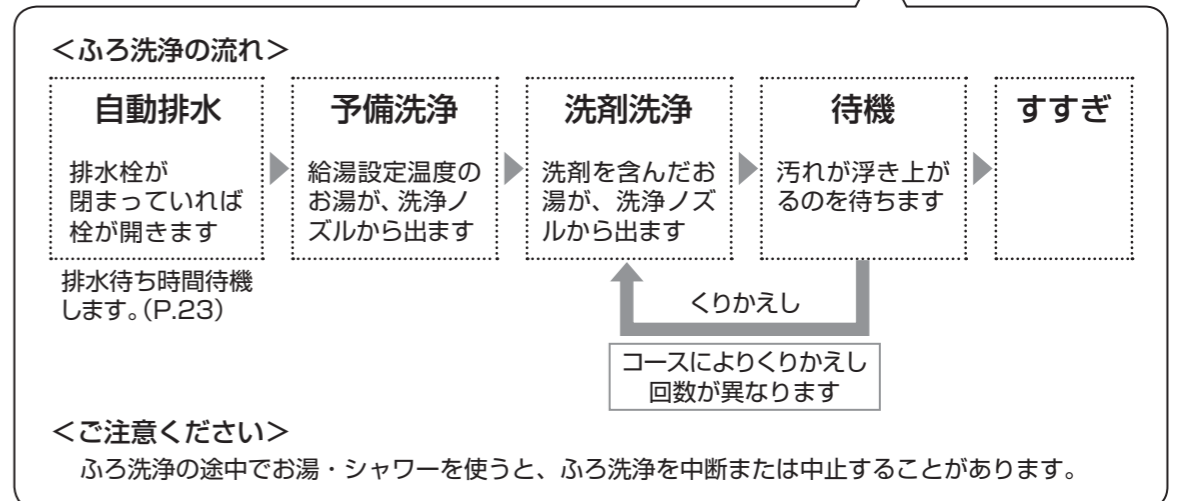 ＜ふろ洗浄の流れ＞
自動排水
排水栓が
閉まっていれば
栓が開きます
排水待ち時間待機
します。(P.23)
予備洗浄
給湯設定温度の
お湯が、洗浄ノ
ズルから出ます
洗剤洗浄
洗剤を含んだお
湯が、洗浄ノズ
ルから出ます
待機
汚れが浮き上が
るのを待ちます
すすぎ
くりかえし
コースによりくりかえし
回数が異なります
＜ご注意ください＞
ふろ洗浄の途中でお湯・シャワーを使うと、ふろ洗浄を中断または中止することがあります。